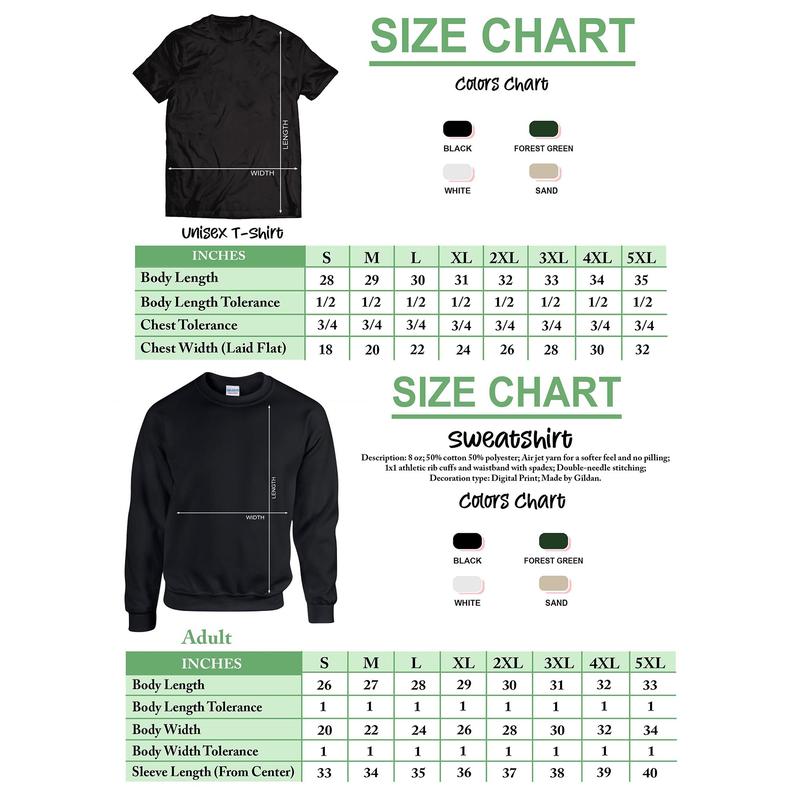 SIZE CHART
Colors Chart
BLACK
FOREST GREEN
WHITE
SAND
LENGTH
WIDTH
Unisex T-Shirt
INCHES S M L XL 2XL 3XL 4XL 5XL
Body Length 28 29 30 31 32 33 34 35
Body Length Tolerance 1/2 1/2 1/2 1/2 1/2 1/2 1/2 1/2
Chest Tolerance 3/4 3/4 3/4 3/4 3/4 3/4 3/4 3/4
Chest Width (Laid Flat) 18 20 22 24 26 28 30 32
SIZE CHART
Sweatshirt
Description: 8 oz; 50% cotton 50% polyester; Air jet yarn for a softer feel and no pilling;
1x1 athletic rib cuffs and waistband with spadex; Double-needle stitching;
Decoration type: Digital Print; Made by Gildan.
Colors Chart
BLACK
FOREST GREEN
WHITE
SAND
LENGTH
WIDTH
Adult
INCHES S M L XL 2XL 3XL 4XL 5XL
Body Length 26 27 28 29 30 31 32 33
Body Length Tolerance 1 1 1 1 1 1 1 1
Body Width 20 22 24 26 28 30 32 34
Body Width Tolerance 1 1 1 1 1 1 1 1
Sleeve Length (From Center) 33 34 35 36 37 38 39 40